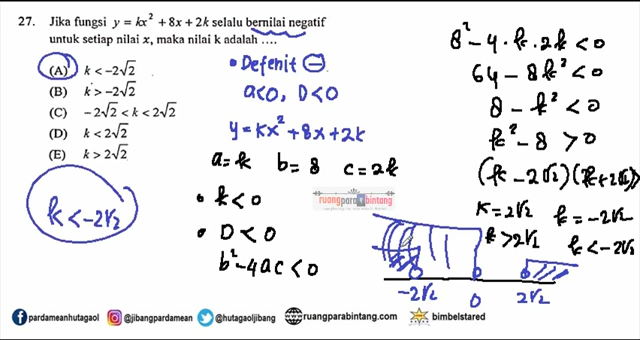 27. Jika fungsi y = kx² + 8x + 2k selalu bernilai negatif
untuk setiap nilai x, maka nilai k adalah ....
(A) k < -2√2
(B) k > -2√2
(C) -2√2 < k < 2√2
(D) k < 2√2
(E) k > 2√2
k < -2√2
• Defenit ⊖
a<0, D<0
y = kx² + 8x + 2k
a = k b = 8 c = 2k
• k < 0
• D < 0
b² - 4ac < 0
8² - 4 · k · 2k < 0
64 - 8k² < 0
8 - k² < 0
k² - 8 > 0
(k - 2√2)(k + 2√2)
k = 2√2 k = -2√2
k > 2√2 k < -2√2
-2√2 0 2√2
ruangparabintang
pardameanhutagaol @jibangpardamean @hutagaoljibang www.ruangparabintang.com bimbelstared